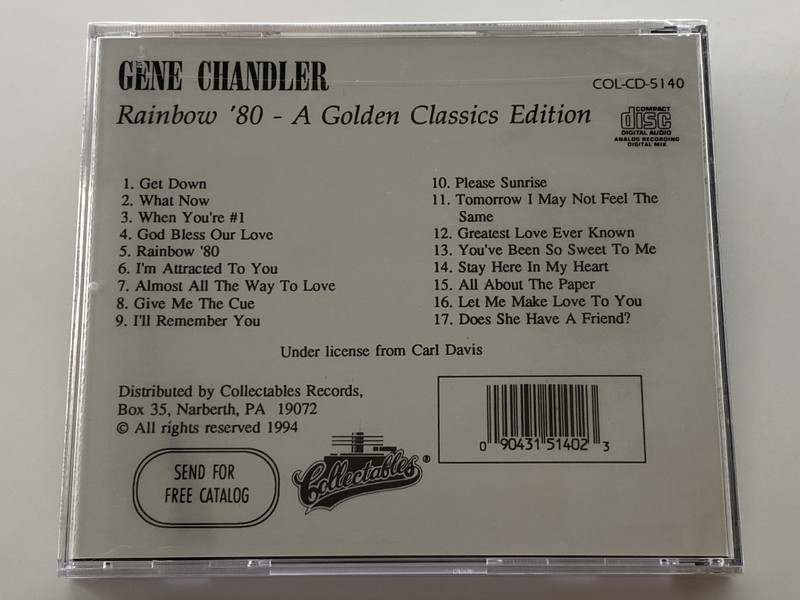 GENE CHANDLER
COL-CD-5140
Rainbow '80 - A Golden Classics Edition
COMPACT
disc
DIGITAL AUDIO
ANALOG RECORDING
DIGITAL MIX
1. Get Down
2. What Now
3. When You're #1
4. God Bless Our Love
5. Rainbow '80
6. I'm Attracted To You
7. Almost All The Way To Love
8. Give Me The Cue
9. I'll Remember You
10. Please Sunrise
11. Tomorrow I May Not Feel The
Same
12. Greatest Love Ever Known
13. You've Been So Sweet To Me
14. Stay Here In My Heart
15. All About The Paper
16. Let Me Make Love To You
17. Does She Have A Friend?
Under license from Carl Davis
Distributed by Collectables Records,
Box 35, Narberth, PA 19072
© All rights reserved 1994
SEND FOR
FREE CATALOG
Collectables®
0 90431 51402 3